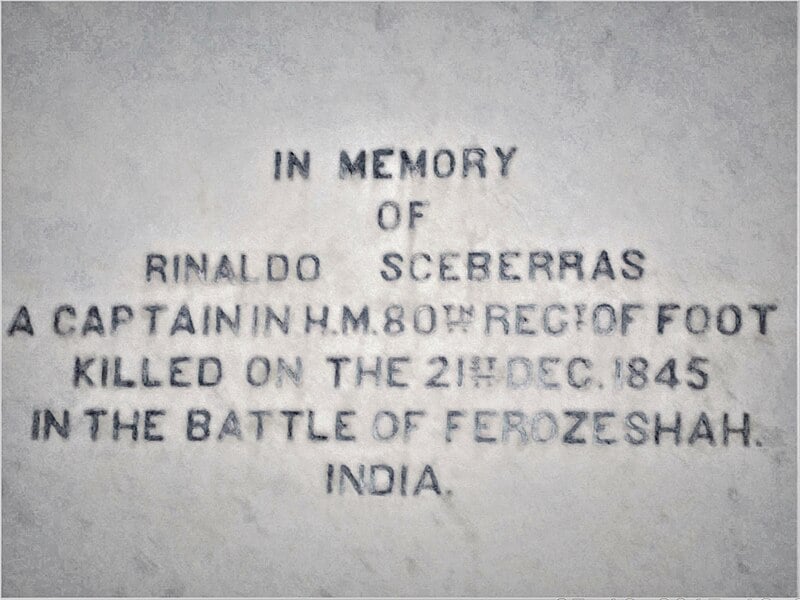 IN MEMORY
OF
RINALDO SCEBERRAS
A CAPTAIN IN H.M. 80TH REGT OF FOOT
KILLED ON THE 21ST DEC. 1845
IN THE BATTLE OF FEROZESHAH.
INDIA.